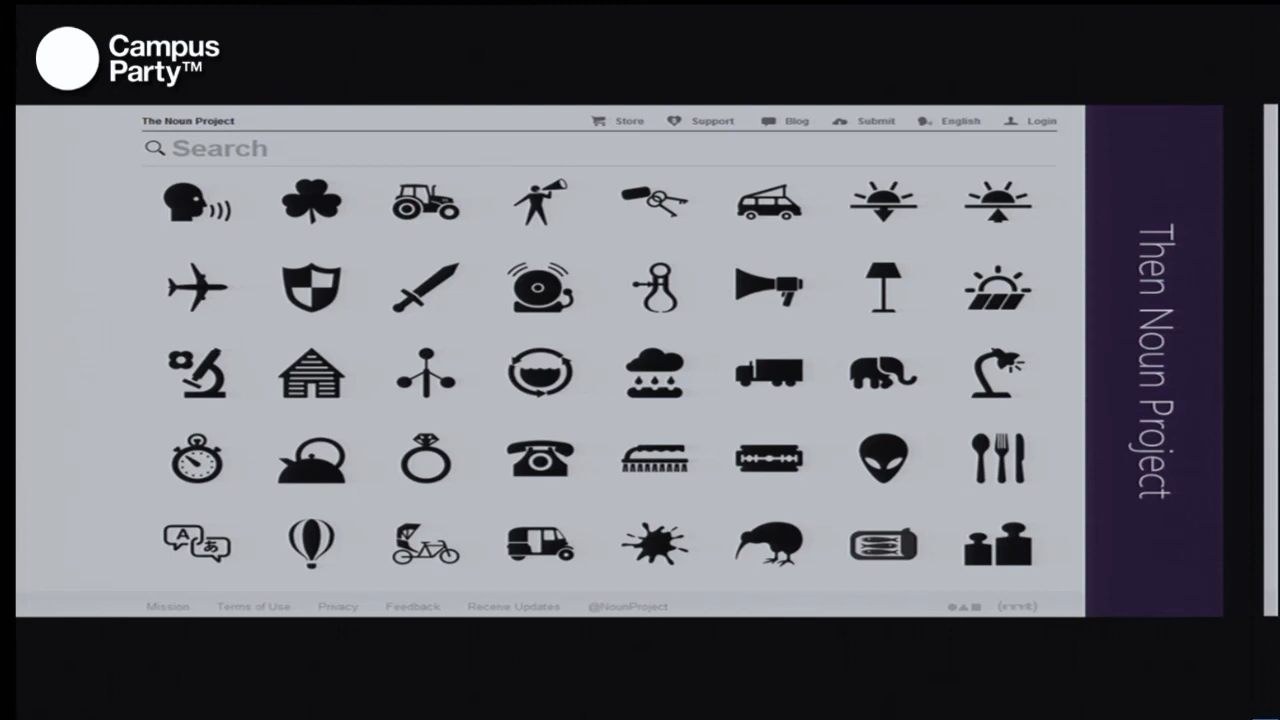 Campus
Party™
The Noun Project
Store
Support
Blog
Submit
English
Login
Search
A
あ
Mission
Terms of Use
Privacy
Feedback
Receive Updates
@NounProject
Then Noun Project